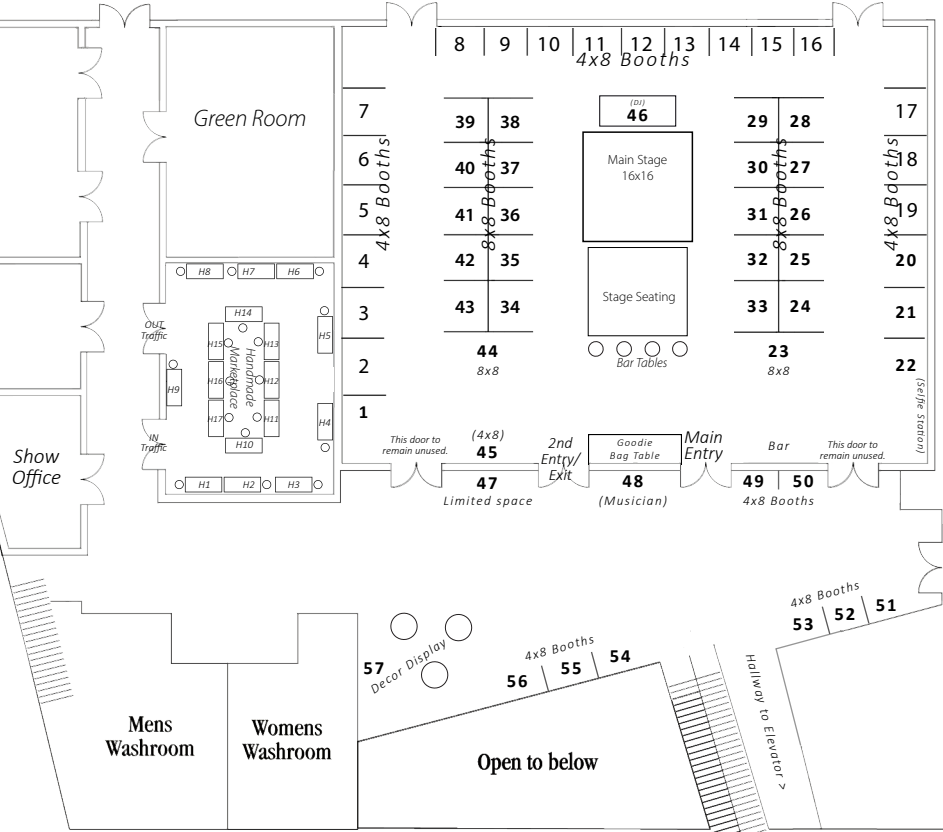 8 9 10 11 12 13 14 15 16
4x8 Booths
Green Room
7
6
5
4
3
2
1
4x8 Booths
39 38
40 37
41 36
42 35
43 34
8x8 Booths
44
8x8
(DJ)
46
Main Stage
16x16
Stage Seating
Bar Tables
29 28
30 27
31 26
32 25
33 24
8x8 Booths
23
8x8
17
18
19
20
21
22
4x8 Booths
(Selfie Station)
H8 H7 H6
H14
H15 H13
H16 H12
H17 H11
H10
H5
H4
H9
Handmade
Marketplace
OUT
Traffic
IN
Traffic
H1 H2 H3
Show
Office
This door to
remain unused.
(4x8)
45
47
Limited space
2nd
Entry/
Exit
Goodie
Bag Table
48
(Musician)
Main
Entry
Bar
49 50
4x8 Booths
This door to
remain unused.
4x8 Booths
53 52 51
57
Decor Display
4x8 Booths
56 55 54
Hallway to Elevator >
Mens
Washroom
Womens
Washroom
Open to below